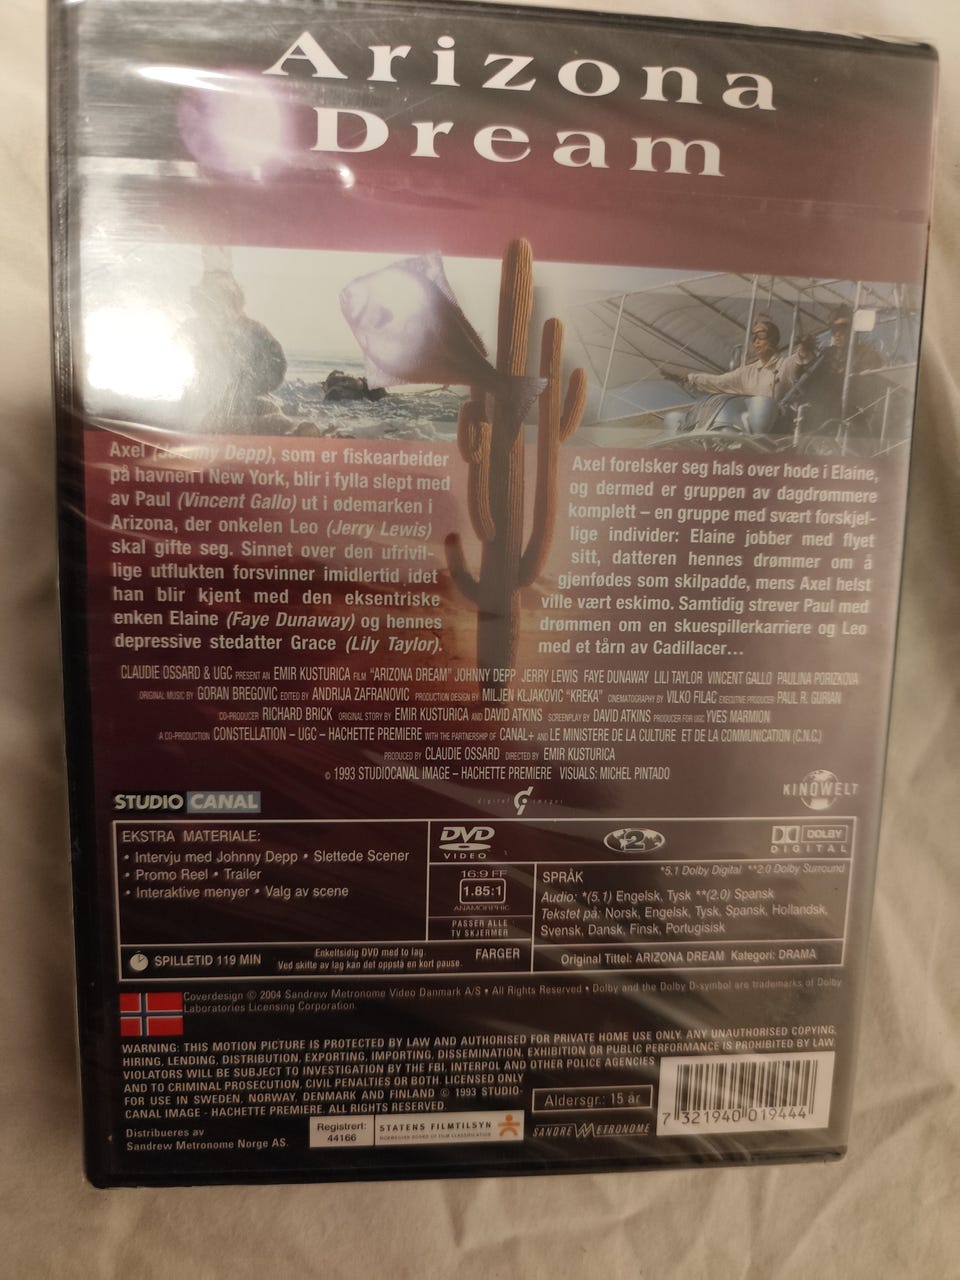 Arizona
Dream
Axel (Johnny Depp), som er fiskearbeider
på havnen i New York, blir i fylla slept med
av Paul (Vincent Gallo) ut i ødemarken i
Arizona, der onkelen Leo (Jerry Lewis)
skal gifte seg. Sinnet over den ufrivil-
lige utflukten forsvinner imidlertid idet
han blir kjent med den eksentriske
enken Elaine (Faye Dunaway) og hennes
depressive stedatter Grace (Lily Taylor).
Axel forelsker seg hals over hode i Elaine,
og dermed er gruppen av dagdrømmere
komplett – en gruppe med svært forskjel-
lige individer: Elaine jobber med flyet
sitt, datteren hennes drømmer om å
gjenfødes som skilpadde, mens Axel helst
ville vært eskimo. Samtidig strever Paul med
drømmen om en skuespillerkarriere og Leo
med et tårn av Cadillacer...
CLAUDIE OSSARD & UGC PRESENT AN EMIR KUSTURICA FILM "ARIZONA DREAM" JOHNNY DEPP JERRY LEWIS FAYE DUNAWAY LILI TAYLOR VINCENT GALLO PAULINA PORIZKOVA
ORIGINAL MUSIC BY GORAN BREGOVIC EDITED BY ANDRIJA ZAFRANOVIC PRODUCTION DESIGN BY MILJEN KLJAKOVIC "KREKA" CINEMATOGRAPHY BY VILKO FILAC EXECUTIVE PRODUCER PAUL R. GURIAN
CO-PRODUCER RICHARD BRICK ORIGINAL STORY BY EMIR KUSTURICA AND DAVID ATKINS SCREENPLAY BY DAVID ATKINS PRODUCER FOR UGC YVES MARMION
A CO-PRODUCTION CONSTELLATION – UGC – HACHETTE PREMIERE WITH THE PARTNERSHIP OF CANAL+ AND LE MINISTERE DE LA CULTURE ET DE LA COMMUNICATION (C.N.C.)
PRODUCED BY CLAUDIE OSSARD DIRECTED BY EMIR KUSTURICA
© 1993 STUDIOCANAL IMAGE – HACHETTE PREMIERE VISUALS: MICHEL PINTADO
STUDIO CANAL
digital images
KINOWELT
EKSTRA MATERIALE:
• Intervju med Johnny Depp • Slettede Scener
• Promo Reel • Trailer
• Interaktive menyer • Valg av scene
DVD
VIDEO
2
DOLBY
DIGITAL
16:9 FF
1.85:1
ANAMORPHIC
PASSER ALLE
TV SKJERMER
SPRÅK
*5.1 Dolby Digital **2.0 Dolby Surround
Audio: *(5.1) Engelsk, Tysk **(2.0) Spansk
Tekstet på: Norsk, Engelsk, Tysk, Spansk, Hollandsk,
Svensk, Dansk, Finsk, Portugisisk
SPILLETID 119 MIN
Enkeltsidig DVD med to lag.
Ved skifte av lag kan det oppstå en kort pause.
FARGER
Original Tittel: ARIZONA DREAM Kategori: DRAMA
Coverdesign © 2004 Sandrew Metronome Video Danmark A/S • All Rights Reserved • Dolby and the Dolby D-symbol are trademarks of Dolby
Laboratories Licensing Corporation.
WARNING: THIS MOTION PICTURE IS PROTECTED BY LAW AND AUTHORISED FOR PRIVATE HOME USE ONLY. ANY UNAUTHORISED COPYING,
HIRING, LENDING, DISTRIBUTION, EXPORTING, IMPORTING, DISSEMINATION, EXHIBITION OR PUBLIC PERFORMANCE IS PROHIBITED BY LAW.
VIOLATORS WILL BE SUBJECT TO INVESTIGATION BY THE FBI, INTERPOL AND OTHER POLICE AGENCIES
AND TO CRIMINAL PROSECUTION, CIVIL PENALTIES OR BOTH. LICENSED ONLY
FOR USE IN SWEDEN, NORWAY, DENMARK AND FINLAND © 1993 STUDIO-
CANAL IMAGE - HACHETTE PREMIERE. ALL RIGHTS RESERVED.
Aldersgr.: 15 år
7 321940 019444
Distribueres av
Sandrew Metronome Norge AS.
Registrert:
44166
STATENS FILMTILSYN
NORWEGIAN BOARD OF FILM CLASSIFICATION
SANDREW METRONOME